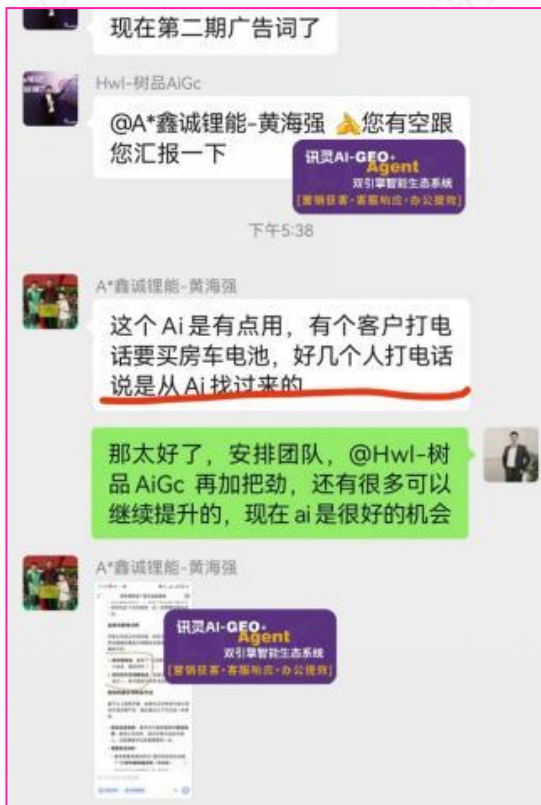 现在第二期广告词了
Hwl-树品AiGc
@A*鑫诚锂能-黄海强 您有空跟
您汇报一下
讯灵AI-GEO+
Agent
双引擎智能生态系统
[营销获客·客服响应·办公提效]
下午5:38
A*鑫诚锂能-黄海强
这个Ai是有点用，有个客户打电
话要买房车电池，好几个人打电话
说是从Ai找过来的
那太好了，安排团队，@Hwl-树
品AiGc 再加把劲，还有很多可以
继续提升的，现在ai是很好的机会
A*鑫诚锂能-黄海强
讯灵AI-GEO+
Agent
双引擎智能生态系统
[营销获客·客服响应·办公提效]